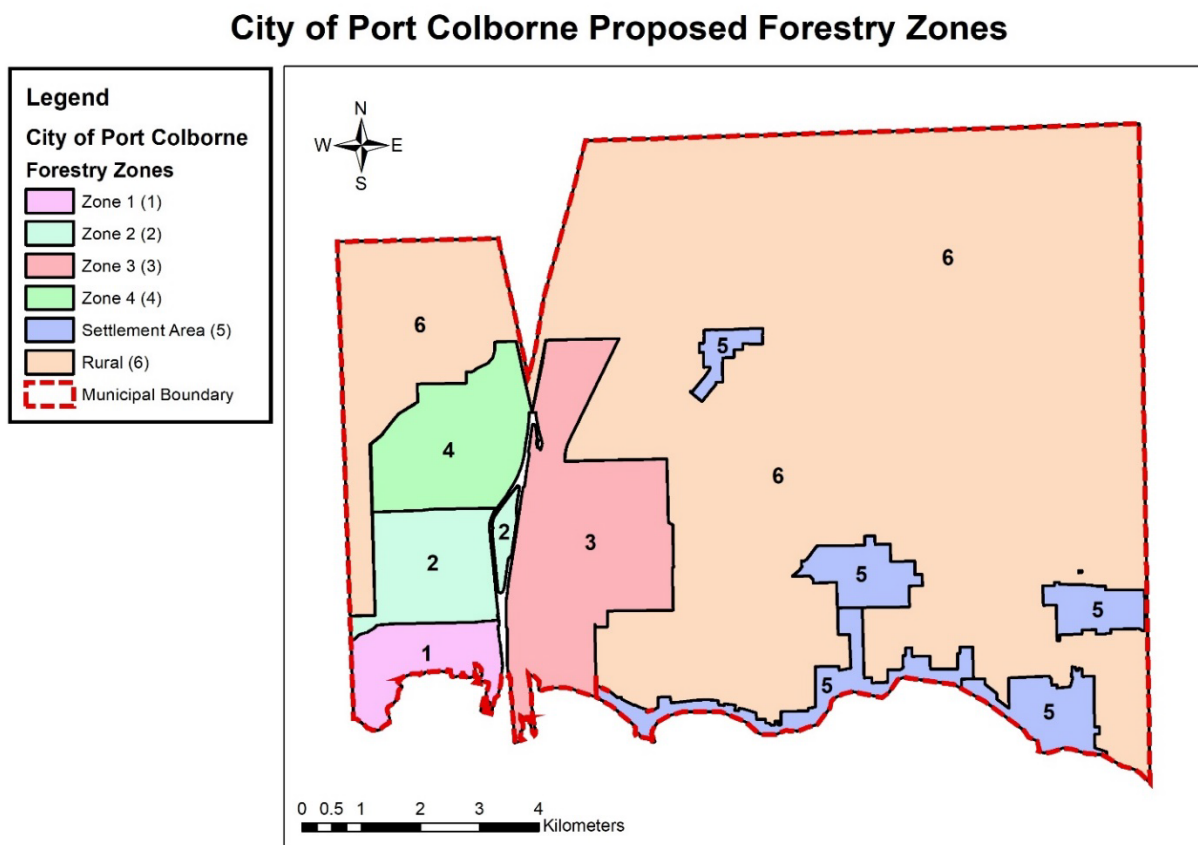 City of Port Colborne Proposed Forestry Zones
Legend
City of Port Colborne
Forestry Zones
Zone 1 (1)
Zone 2 (2)
Zone 3 (3)
Zone 4 (4)
Settlement Area (5)
Rural (6)
Municipal Boundary
N
W E
S
6
6
5
4
6
2
3
2
5
5
1
5
5
0 0.5 1 2 3 4
Kilometers